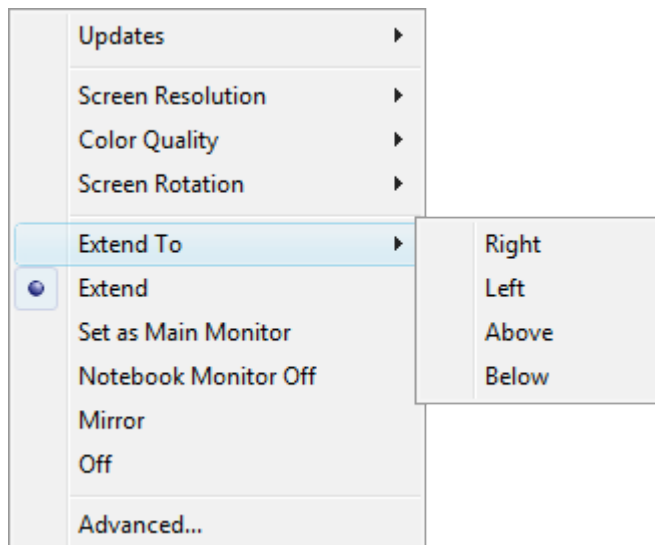 Updates
Screen Resolution
Color Quality
Screen Rotation
Extend To
Right
Left
Above
Below
Extend
Set as Main Monitor
Notebook Monitor Off
Mirror
Off
Advanced...